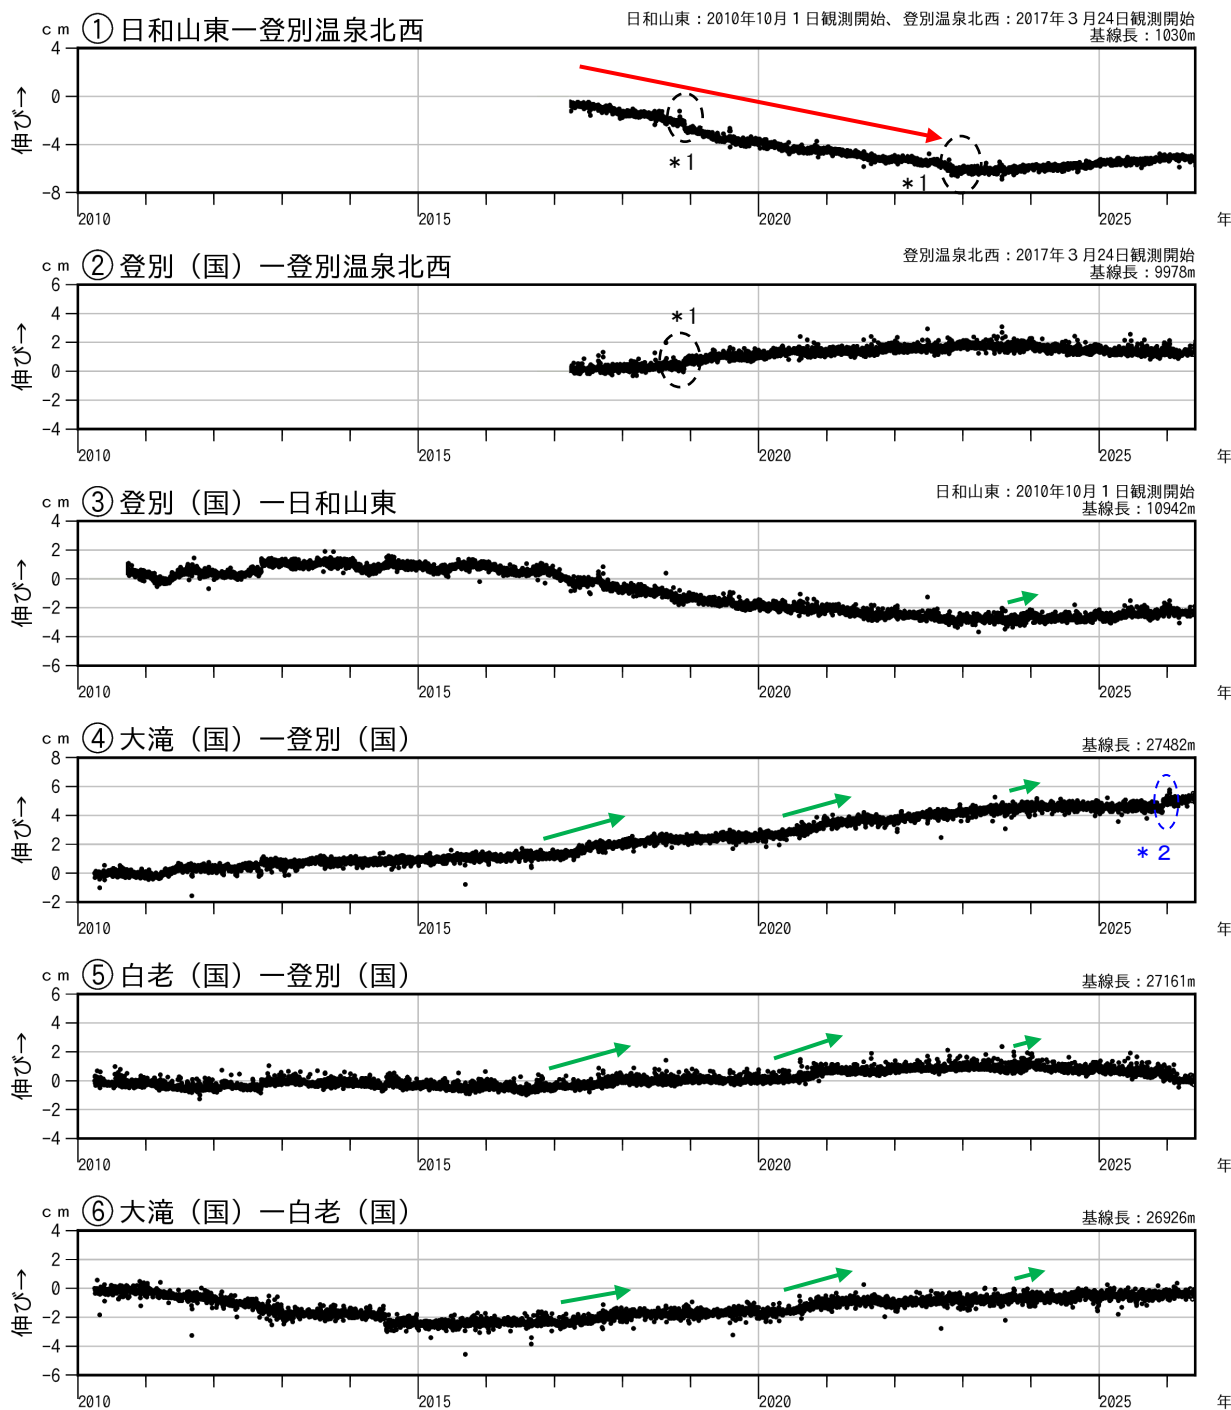 日和山東：2010年10月１日観測開始、登別温泉北西：2017年３月24日観測開始
ｃｍ ①日和山東－登別温泉北西
基線長：1030m
4
0
-4
-8
伸び→
＊1
＊1
2010 2015 2020 2025 年
登別温泉北西：2017年３月24日観測開始
ｃｍ ②登別（国）－登別温泉北西
基線長：9978m
6
4
2
0
-2
-4
伸び→
＊1
2010 2015 2020 2025 年
日和山東：2010年10月１日観測開始
ｃｍ ③登別（国）－日和山東
基線長：10942m
4
2
0
-2
-4
-6
伸び→
2010 2015 2020 2025 年
ｃｍ ④大滝（国）－登別（国）
基線長：27482m
8
6
4
2
0
-2
伸び→
＊２
2010 2015 2020 2025 年
ｃｍ ⑤白老（国）－登別（国）
基線長：27161m
6
4
2
0
-2
-4
伸び→
2010 2015 2020 2025 年
ｃｍ ⑥大滝（国）－白老（国）
基線長：26926m
4
2
0
-2
-4
-6
伸び→
2010 2015 2020 2025 年